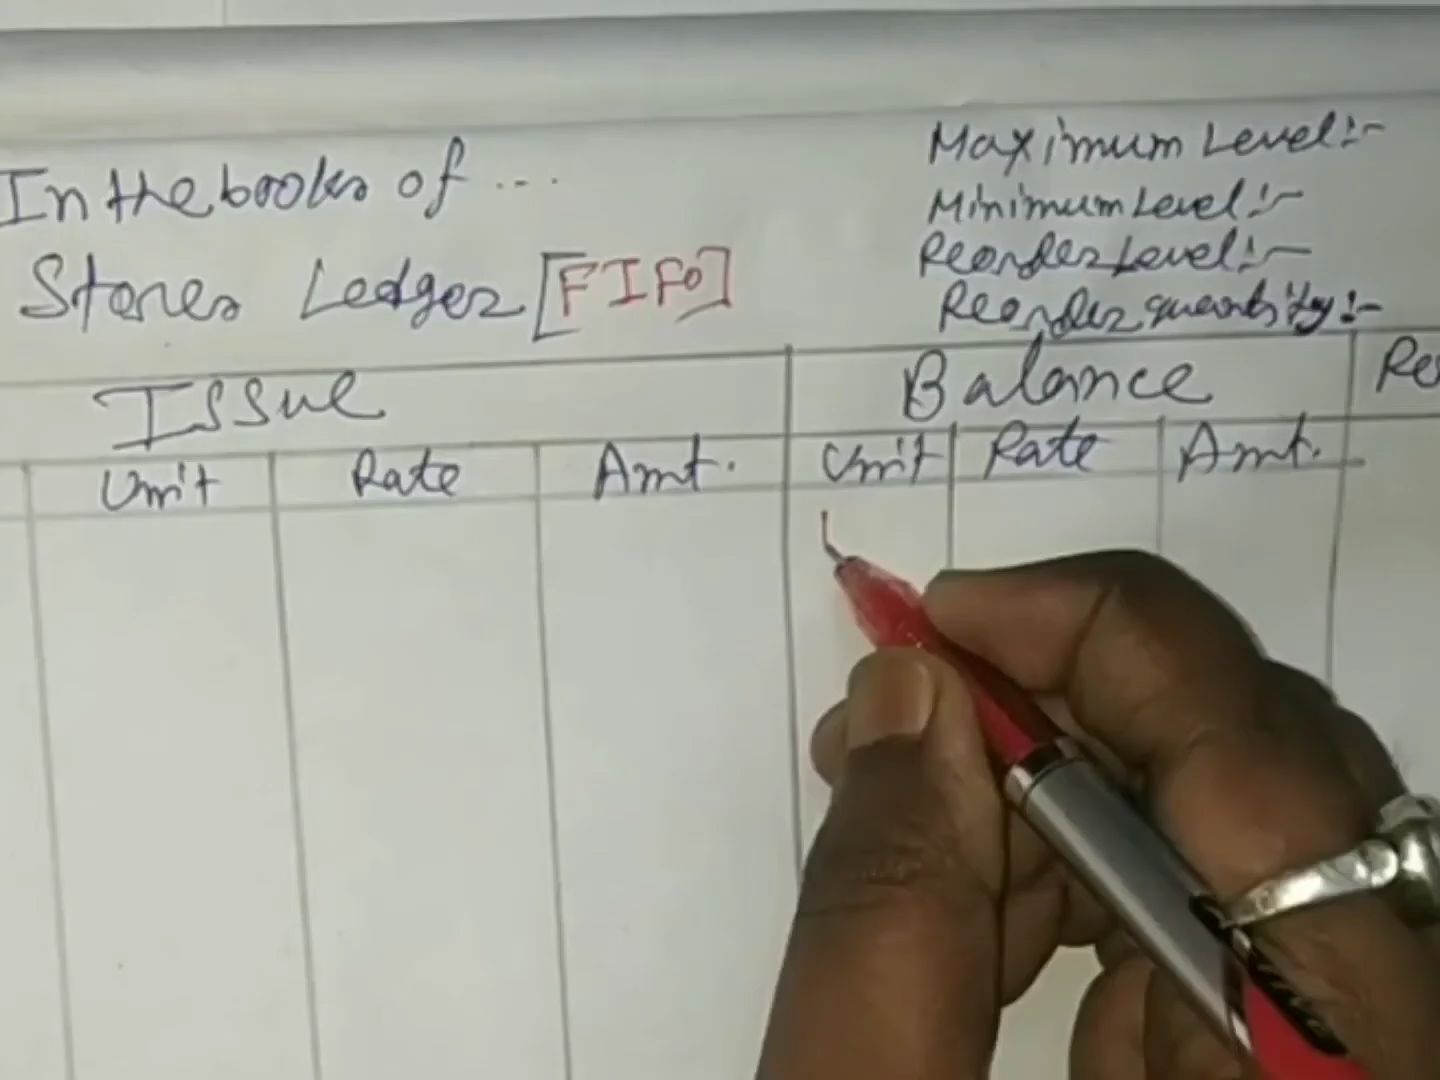 In the books of ...
Stores Ledger [FIFO]
Maximum Level:-
Minimum Level:-
Reorder Level:-
Reorder quantity:-
Issue Balance Re
Unit Rate Amt. Unit Rate Amt.